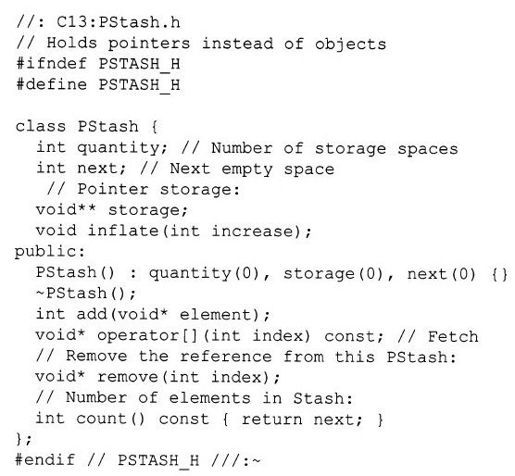 //: C13:PStash.h
// Holds pointers instead of objects
#ifndef PSTASH_H
#define PSTASH_H

class PStash {
  int quantity; // Number of storage spaces
  int next; // Next empty space
   // Pointer storage:
  void** storage;
  void inflate(int increase);
public:
  PStash() : quantity(0), storage(0), next(0) {}
  ~PStash();
  int add(void* element);
  void* operator[](int index) const; // Fetch
  // Remove the reference from this PStash:
  void* remove(int index);
  // Number of elements in Stash:
  int count() const { return next; }
};
#endif // PSTASH_H ///:~